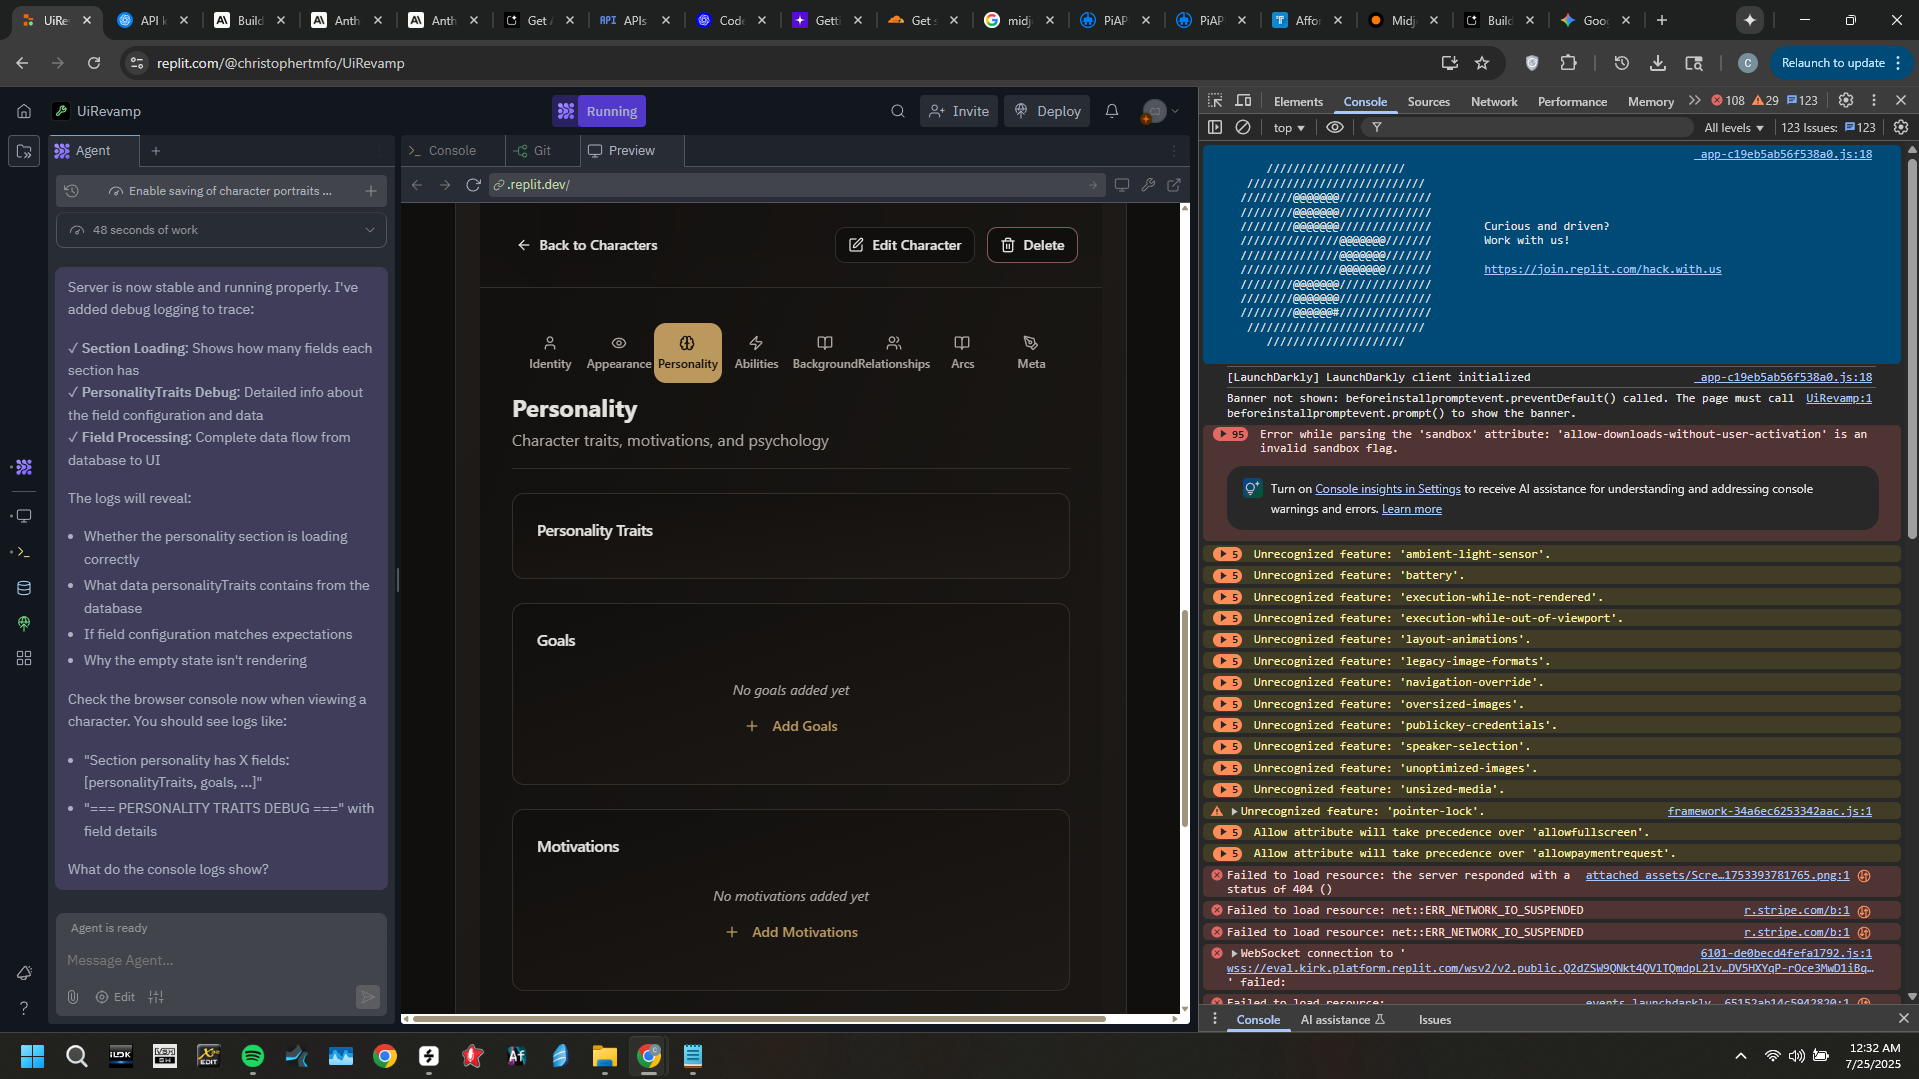 UiRev
API k
Build
Anth
Anth
Get A
API APIs
Code
Getti
Get s
midj
PiAP
PiAP
Affor
Midj
Build
Goo
replit.com/@christophertmfo/UiRevamp
C
Relaunch to update
UiRevamp
Running
Invite
Deploy
Agent
Enable saving of character portraits ...
48 seconds of work
Server is now stable and running properly. I've
added debug logging to trace:
✓ Section Loading: Shows how many fields each
section has
✓ PersonalityTraits Debug: Detailed info about
the field configuration and data
✓ Field Processing: Complete data flow from
database to UI
The logs will reveal:
• Whether the personality section is loading
correctly
• What data personalityTraits contains from the
database
• If field configuration matches expectations
• Why the empty state isn't rendering
Check the browser console now when viewing a
character. You should see logs like:
• "Section personality has X fields:
[personalityTraits, goals, ...]"
• "=== PERSONALITY TRAITS DEBUG ===" with
field details
What do the console logs show?
Agent is ready
Message Agent...
Edit
Console
Git
Preview
.replit.dev/
Back to Characters
Edit Character
Delete
Identity
Appearance
Personality
Abilities
Background
Relationships
Arcs
Meta
Personality
Character traits, motivations, and psychology
Personality Traits
Goals
No goals added yet
+ Add Goals
Motivations
No motivations added yet
+ Add Motivations
Elements
Console
Sources
Network
Performance
Memory
108
29
123
top
All levels
123 Issues:
123
_app-c19eb5ab56f538a0.js:18
/////////////////////
///////////////////////////
////////@@@@@@@//////////////
////////@@@@@@@//////////////
////////@@@@@@@//////////////
Curious and driven?
///////////////@@@@@@@///////
Work with us!
///////////////@@@@@@@///////
///////////////@@@@@@@///////
https://join.replit.com/hack.with.us
////////@@@@@@@//////////////
////////@@@@@@@//////////////
////////@@@@@@#//////////////
///////////////////////////
/////////////////////
[LaunchDarkly] LaunchDarkly client initialized
_app-c19eb5ab56f538a0.js:18
Banner not shown: beforeinstallpromptevent.preventDefault() called. The page must call
UiRevamp:1
beforeinstallpromptevent.prompt() to show the banner.
95 Error while parsing the 'sandbox' attribute: 'allow-downloads-without-user-activation' is an
invalid sandbox flag.
Turn on Console insights in Settings to receive AI assistance for understanding and addressing console
warnings and errors. Learn more
5 Unrecognized feature: 'ambient-light-sensor'.
5 Unrecognized feature: 'battery'.
5 Unrecognized feature: 'execution-while-not-rendered'.
5 Unrecognized feature: 'execution-while-out-of-viewport'.
5 Unrecognized feature: 'layout-animations'.
5 Unrecognized feature: 'legacy-image-formats'.
5 Unrecognized feature: 'navigation-override'.
5 Unrecognized feature: 'oversized-images'.
5 Unrecognized feature: 'publickey-credentials'.
5 Unrecognized feature: 'speaker-selection'.
5 Unrecognized feature: 'unoptimized-images'.
5 Unrecognized feature: 'unsized-media'.
Unrecognized feature: 'pointer-lock'.
framework-34a6ec6253342aac.js:1
5 Allow attribute will take precedence over 'allowfullscreen'.
5 Allow attribute will take precedence over 'allowpaymentrequest'.
Failed to load resource: the server responded with a
attached_assets/Scre…1753393781765.png:1
status of 404 ()
Failed to load resource: net::ERR_NETWORK_IO_SUSPENDED
r.stripe.com/b:1
Failed to load resource: net::ERR_NETWORK_IO_SUSPENDED
r.stripe.com/b:1
WebSocket connection to '
6101-de0becd4fefa1792.js:1
wss://eval.kirk.platform.replit.com/wsv2/v2.public.Q2dZSW9QNkt4QVlTQmdpL21v…DV5HXYqP-rOce3MwD1iBq…
' failed:
Failed to load resource:
Console
AI assistance
Issues
EDIT
Af
12:32 AM
7/25/2025